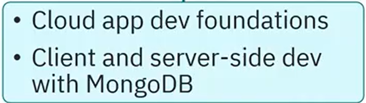 • Cloud app dev foundations
• Client and server-side dev
with MongoDB